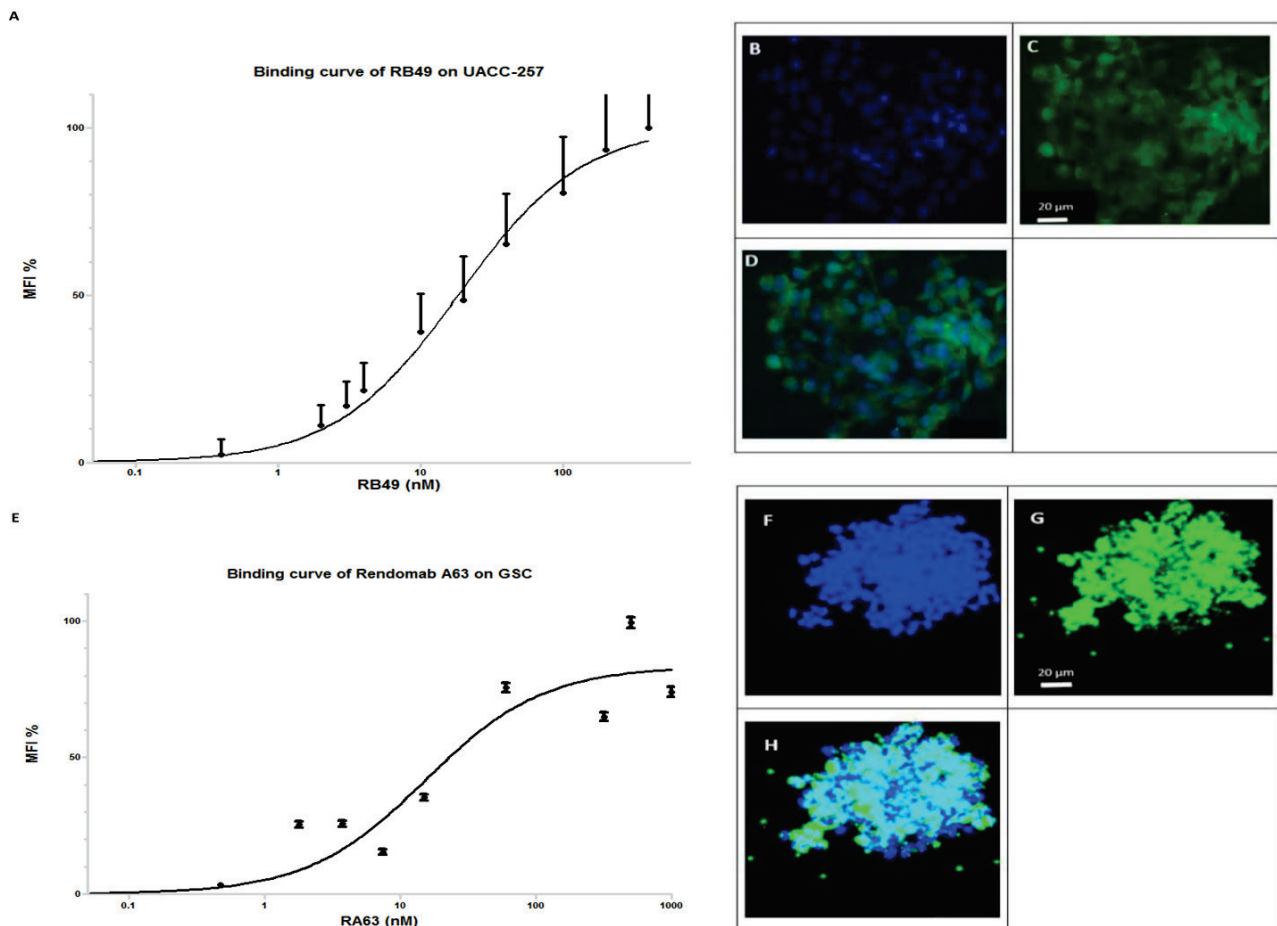 A
Binding curve of RB49 on UACC-257
MFI %
100
50
0
0.1 1 10 100
RB49 (nM)
B
C
20 µm
D
E
Binding curve of Rendomab A63 on GSC
MFI %
100
50
0
0.1 1 10 100 1000
RA63 (nM)
F
G
20 µm
H